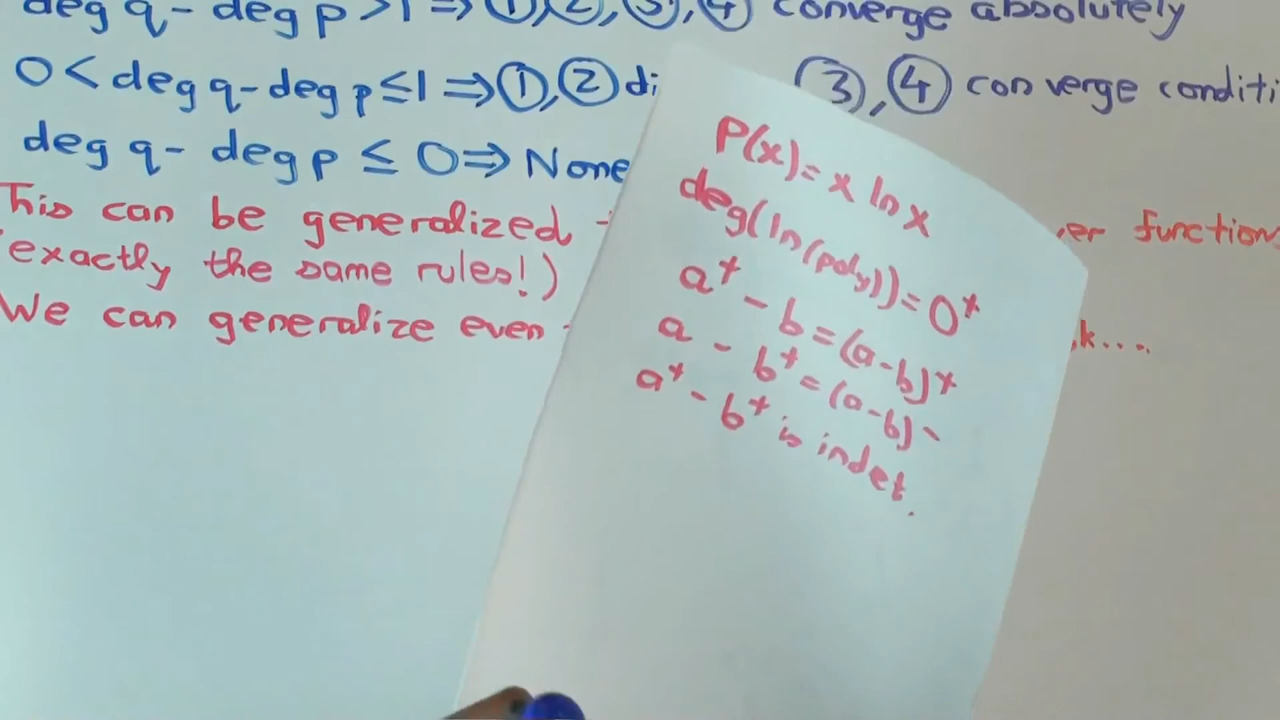 deg q - deg p > 1 ⇒ ①, ②, ③, ④ converge absolutely
0 < deg q - deg p ≤ 1 ⇒ ①, ② di ③, ④ converge conditi
deg q - deg p ≤ 0 ⇒ None
This can be generalized er function
(exactly the same rules!)
We can generalize even k....
P(x) = x ln x
deg(ln(poly)) = 0⁺
a⁺ - b = (a-b)⁺
a - b⁺ = (a-b)⁻
a⁺ - b⁺ is indet.